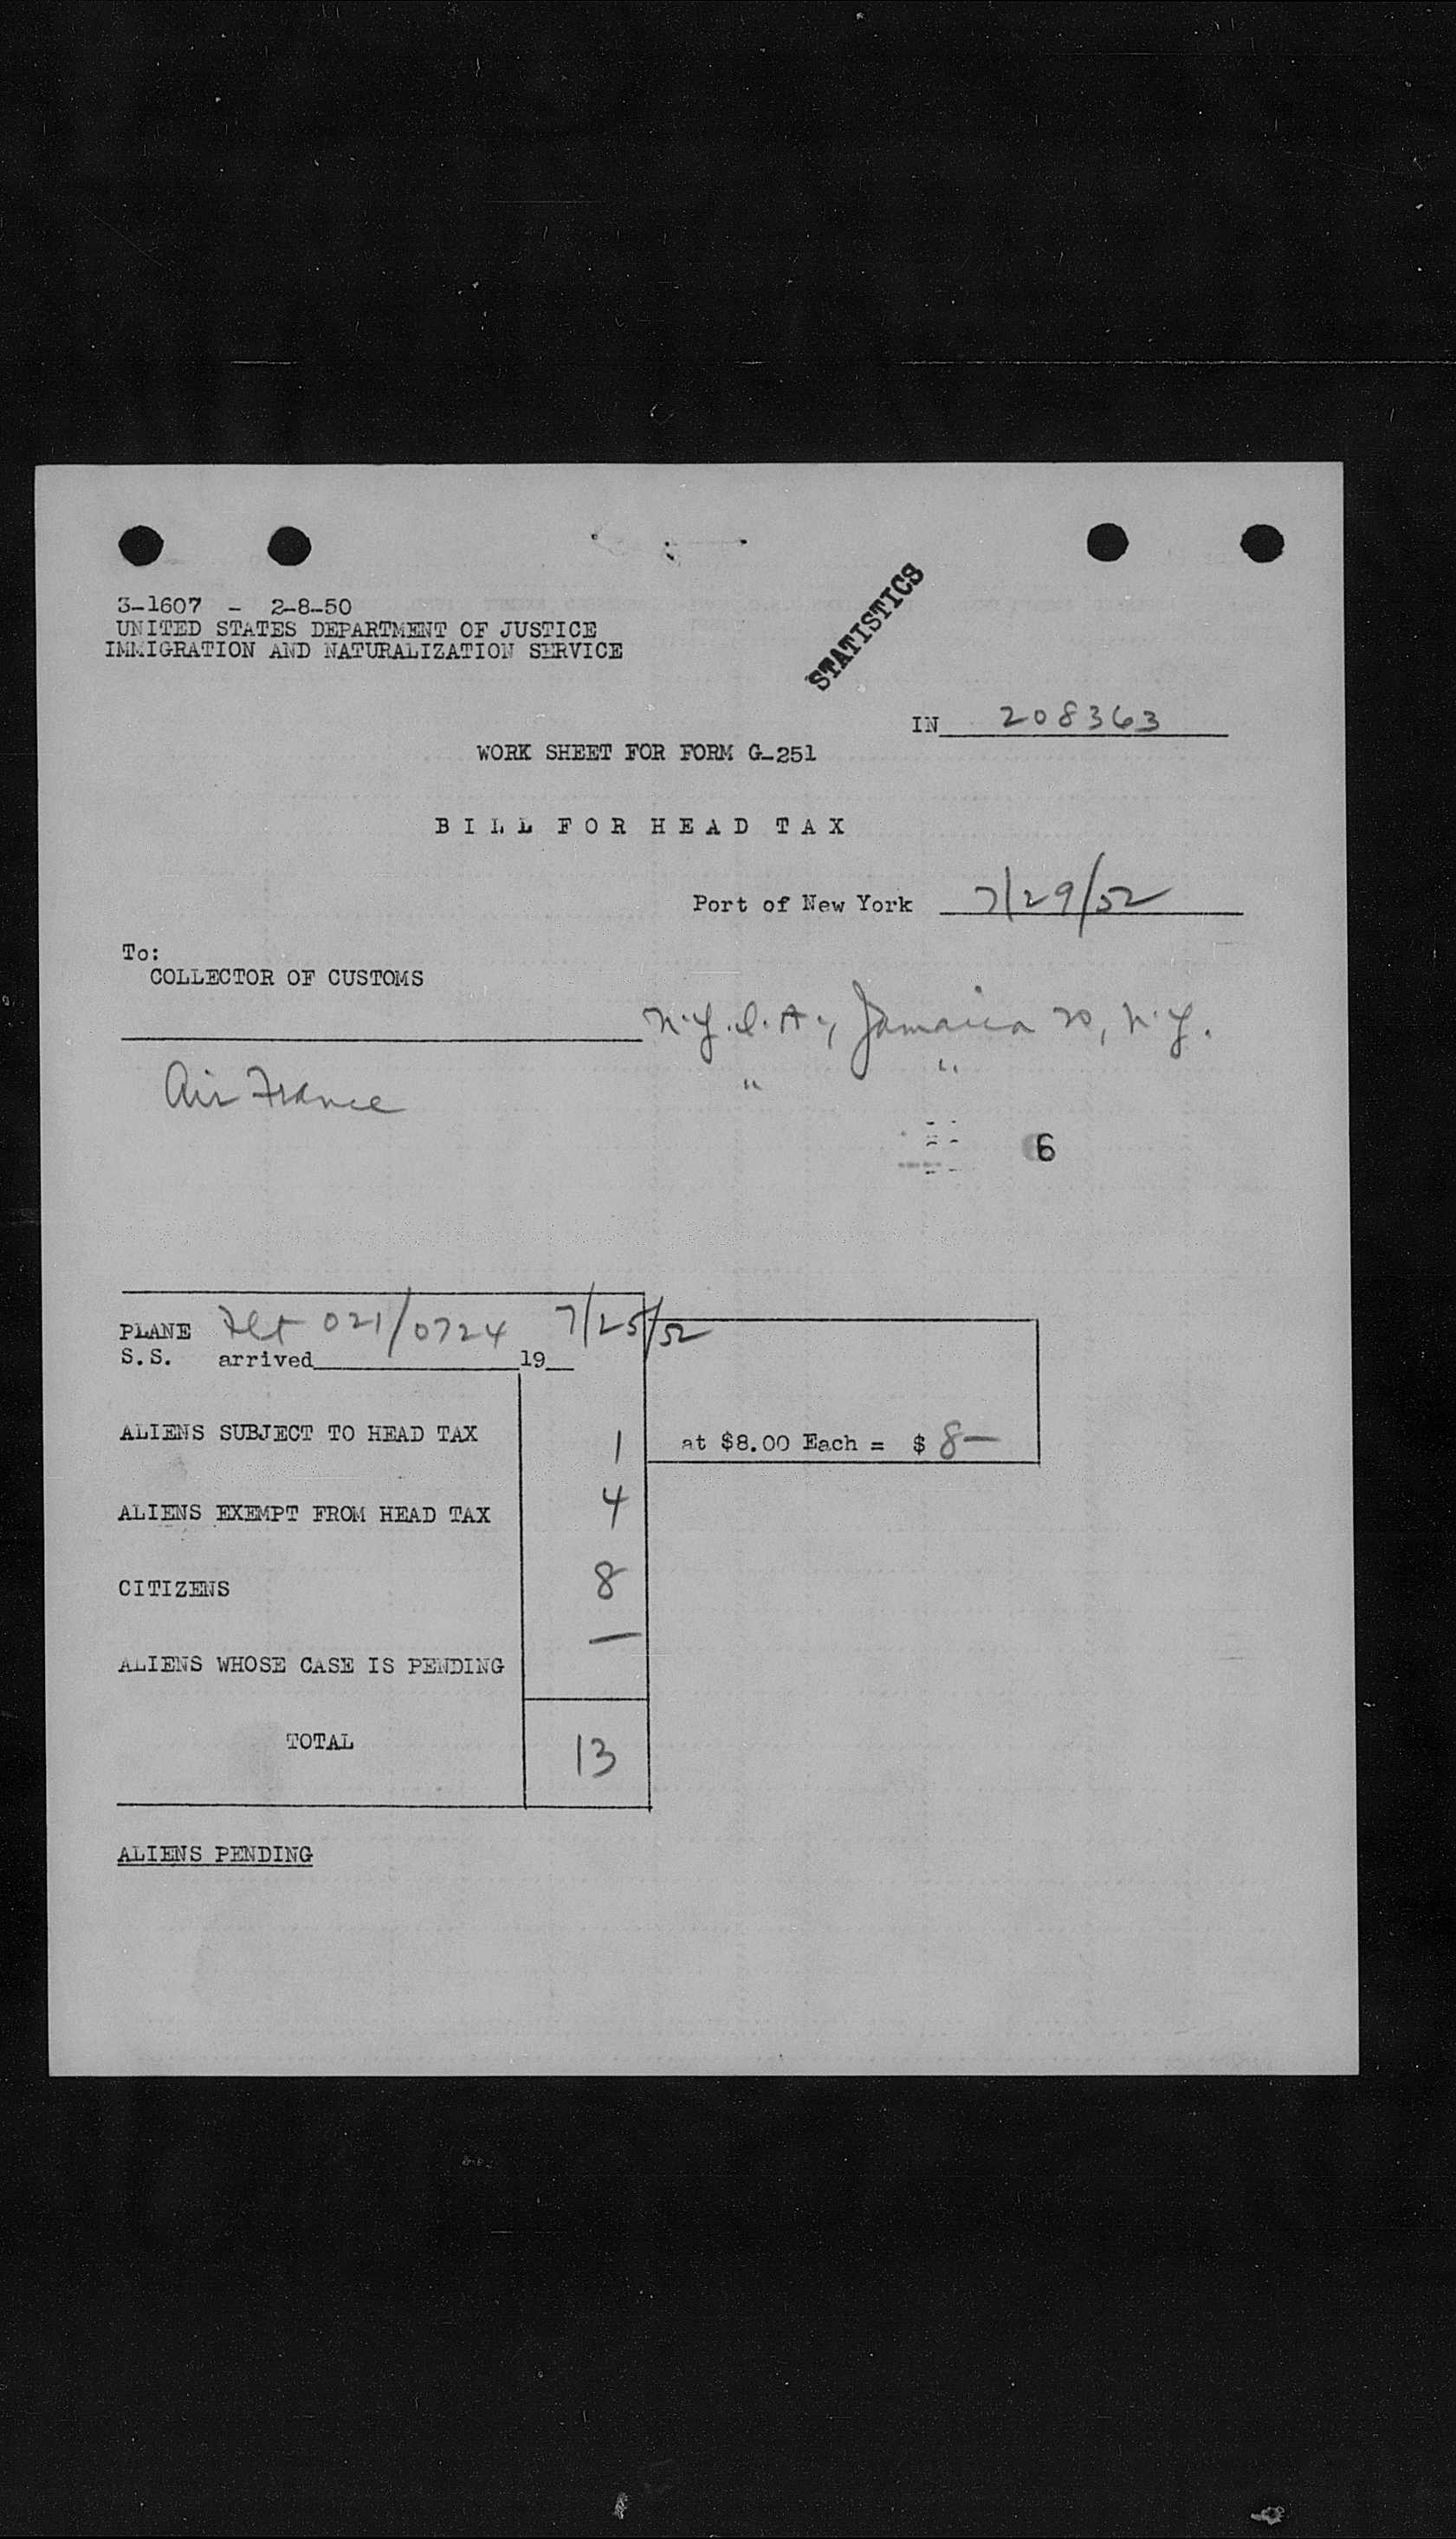 3-1607 - 2-8-50
UNITED STATES DEPARTMENT OF JUSTICE
IMMIGRATION AND NATURALIZATION SERVICE
STATISTICS
IN 208363
WORK SHEET FOR FORM G-251
BILL FOR HEAD TAX
Port of New York 7/29/52
To:
COLLECTOR OF CUSTOMS
N.Y.I.A., Jamaica 20, N.Y.
Air France " "
6
PLANE Flt 021/0724 7/25/52
S.S. arrived 19
ALIENS SUBJECT TO HEAD TAX 1 at $8.00 Each = $ 8—
ALIENS EXEMPT FROM HEAD TAX 4
CITIZENS 8
ALIENS WHOSE CASE IS PENDING —
TOTAL 13
ALIENS PENDING